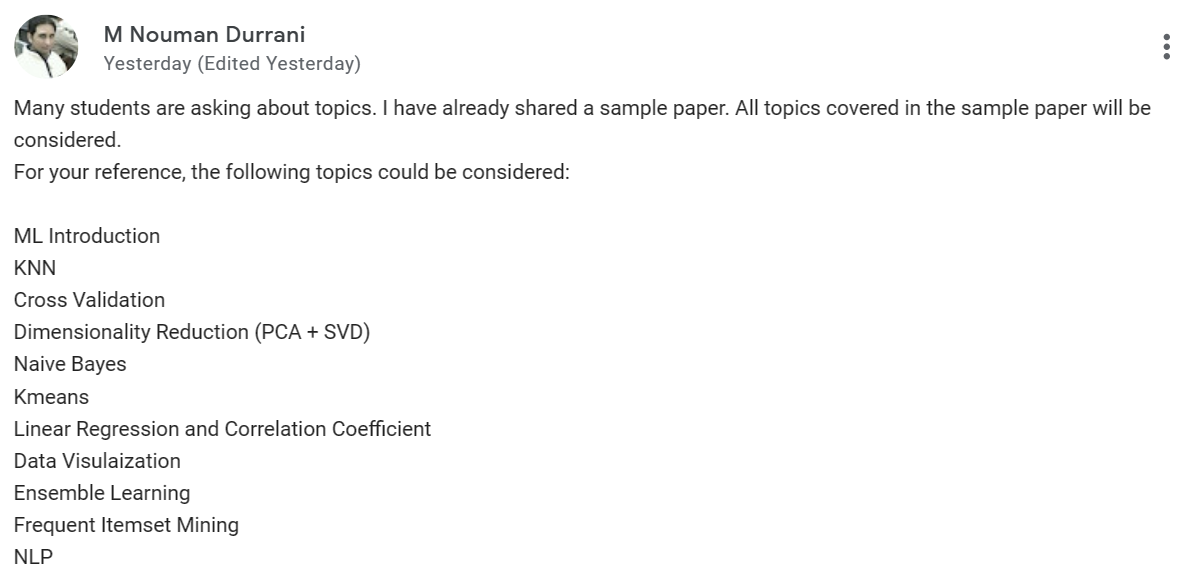 M Nouman Durrani
Yesterday (Edited Yesterday)
Many students are asking about topics. I have already shared a sample paper. All topics covered in the sample paper will be
considered.
For your reference, the following topics could be considered:
ML Introduction
KNN
Cross Validation
Dimensionality Reduction (PCA + SVD)
Naive Bayes
Kmeans
Linear Regression and Correlation Coefficient
Data Visulaization
Ensemble Learning
Frequent Itemset Mining
NLP